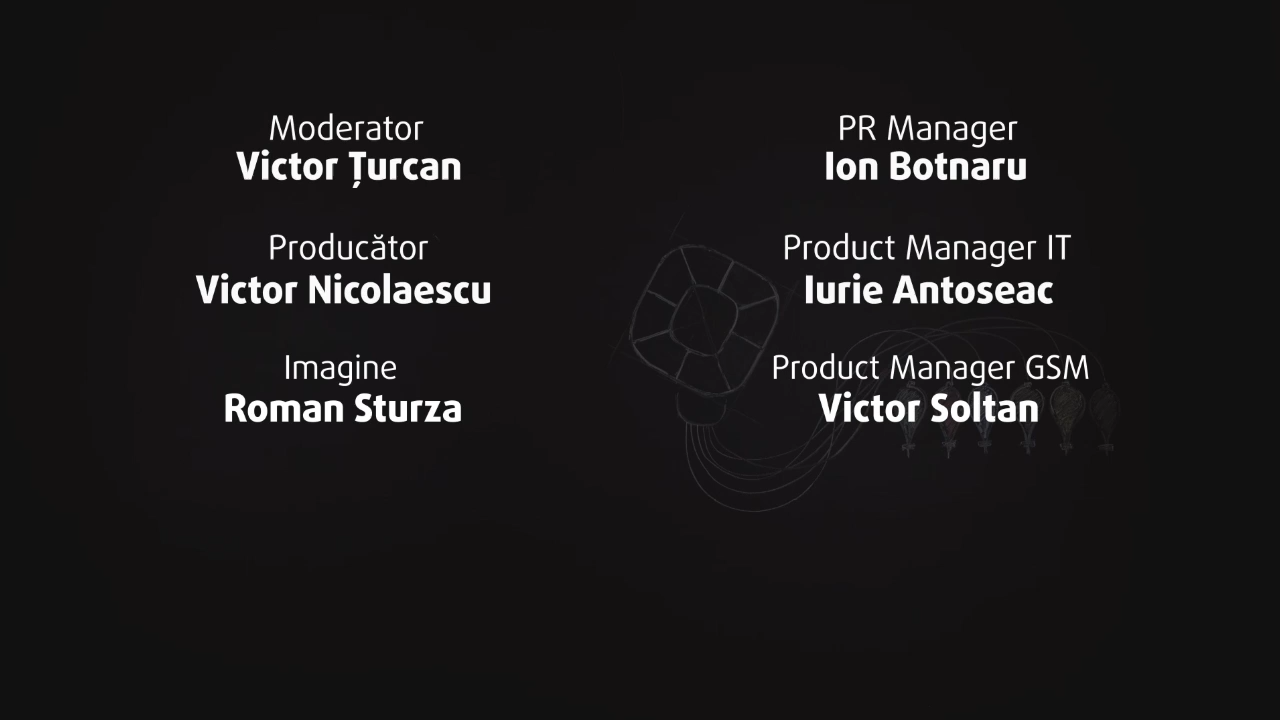 Moderator
Victor Țurcan
Producător
Victor Nicolaescu
Imagine
Roman Sturza
PR Manager
Ion Botnaru
Product Manager IT
Iurie Antoseac
Product Manager GSM
Victor Soltan